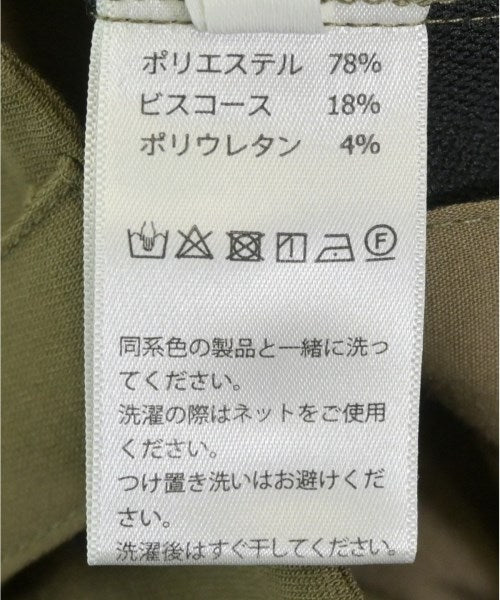 ポリエステル 78%
ビスコース 18%
ポリウレタン 4%
F
同系色の製品と一緒に洗っ
てください。
洗濯の際はネットをご使用
ください。
つけ置き洗いはお避けくだ
さい。
洗濯後はすぐ干してください。